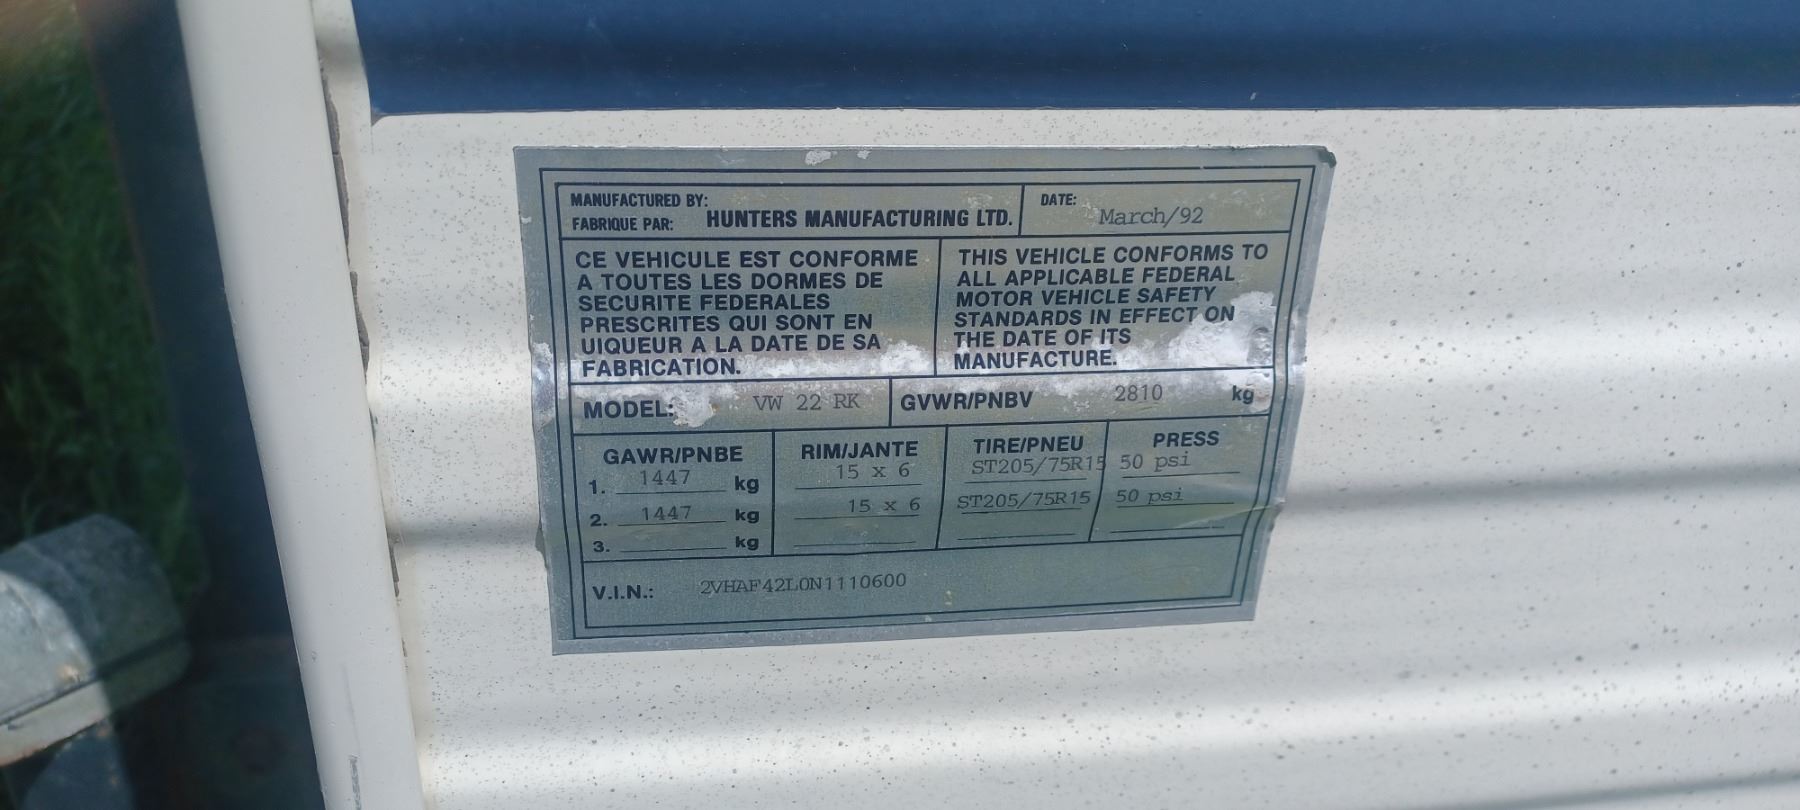 MANUFACTURED BY:
FABRIQUE PAR: HUNTERS MANUFACTURING LTD.
DATE: March/92
CE VEHICULE EST CONFORME
A TOUTES LES DORMES DE
SECURITE FEDERALES
PRESCRITES QUI SONT EN
UIQUEUR A LA DATE DE SA
FABRICATION.
THIS VEHICLE CONFORMS TO
ALL APPLICABLE FEDERAL
MOTOR VEHICLE SAFETY
STANDARDS IN EFFECT ON
THE DATE OF ITS
MANUFACTURE.
MODEL: VW 22 RK GVWR/PNBV 2810 kg
GAWR/PNBE RIM/JANTE TIRE/PNEU PRESS
1. 1447 kg 15 x 6 ST205/75R15 50 psi
2. 1447 kg 15 x 6 ST205/75R15 50 psi
3. kg
V.I.N.: 2VHAF42L0N1110600